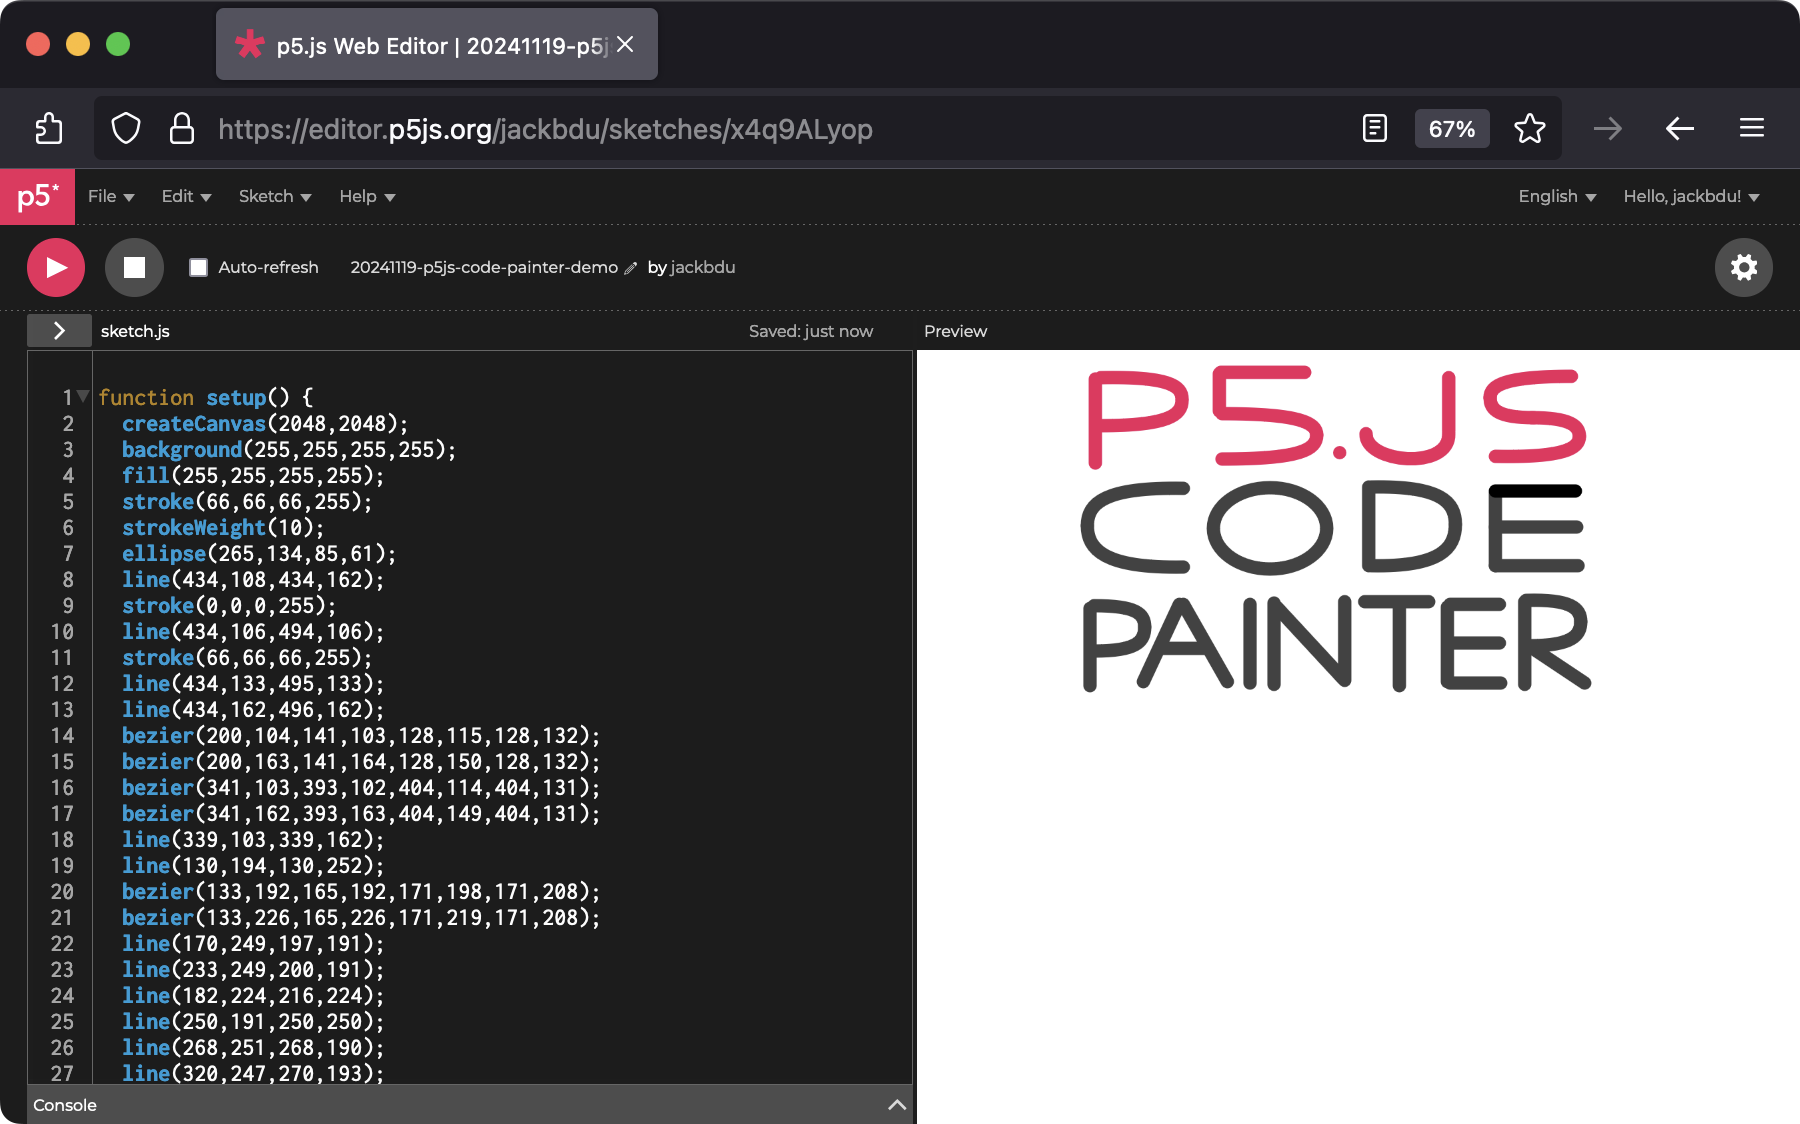 p5.js Web Editor | 20241119-p5j
https://editor.p5js.org/jackbdu/sketches/x4q9ALyop
67%
p5*
File Edit Sketch Help English Hello, jackbdu!
Auto-refresh 20241119-p5js-code-painter-demo by jackbdu
sketch.js Saved: just now Preview
1 function setup() {
2 createCanvas(2048,2048);
3 background(255,255,255,255);
4 fill(255,255,255,255);
5 stroke(66,66,66,255);
6 strokeWeight(10);
7 ellipse(265,134,85,61);
8 line(434,108,434,162);
9 stroke(0,0,0,255);
10 line(434,106,494,106);
11 stroke(66,66,66,255);
12 line(434,133,495,133);
13 line(434,162,496,162);
14 bezier(200,104,141,103,128,115,128,132);
15 bezier(200,163,141,164,128,150,128,132);
16 bezier(341,103,393,102,404,114,404,131);
17 bezier(341,162,393,163,404,149,404,131);
18 line(339,103,339,162);
19 line(130,194,130,252);
20 bezier(133,192,165,192,171,198,171,208);
21 bezier(133,226,165,226,171,219,171,208);
22 line(170,249,197,191);
23 line(233,249,200,191);
24 line(182,224,216,224);
25 line(250,191,250,250);
26 line(268,251,268,190);
27 line(320,247,270,193);
Console
P5.JS
CODE
PAINTER